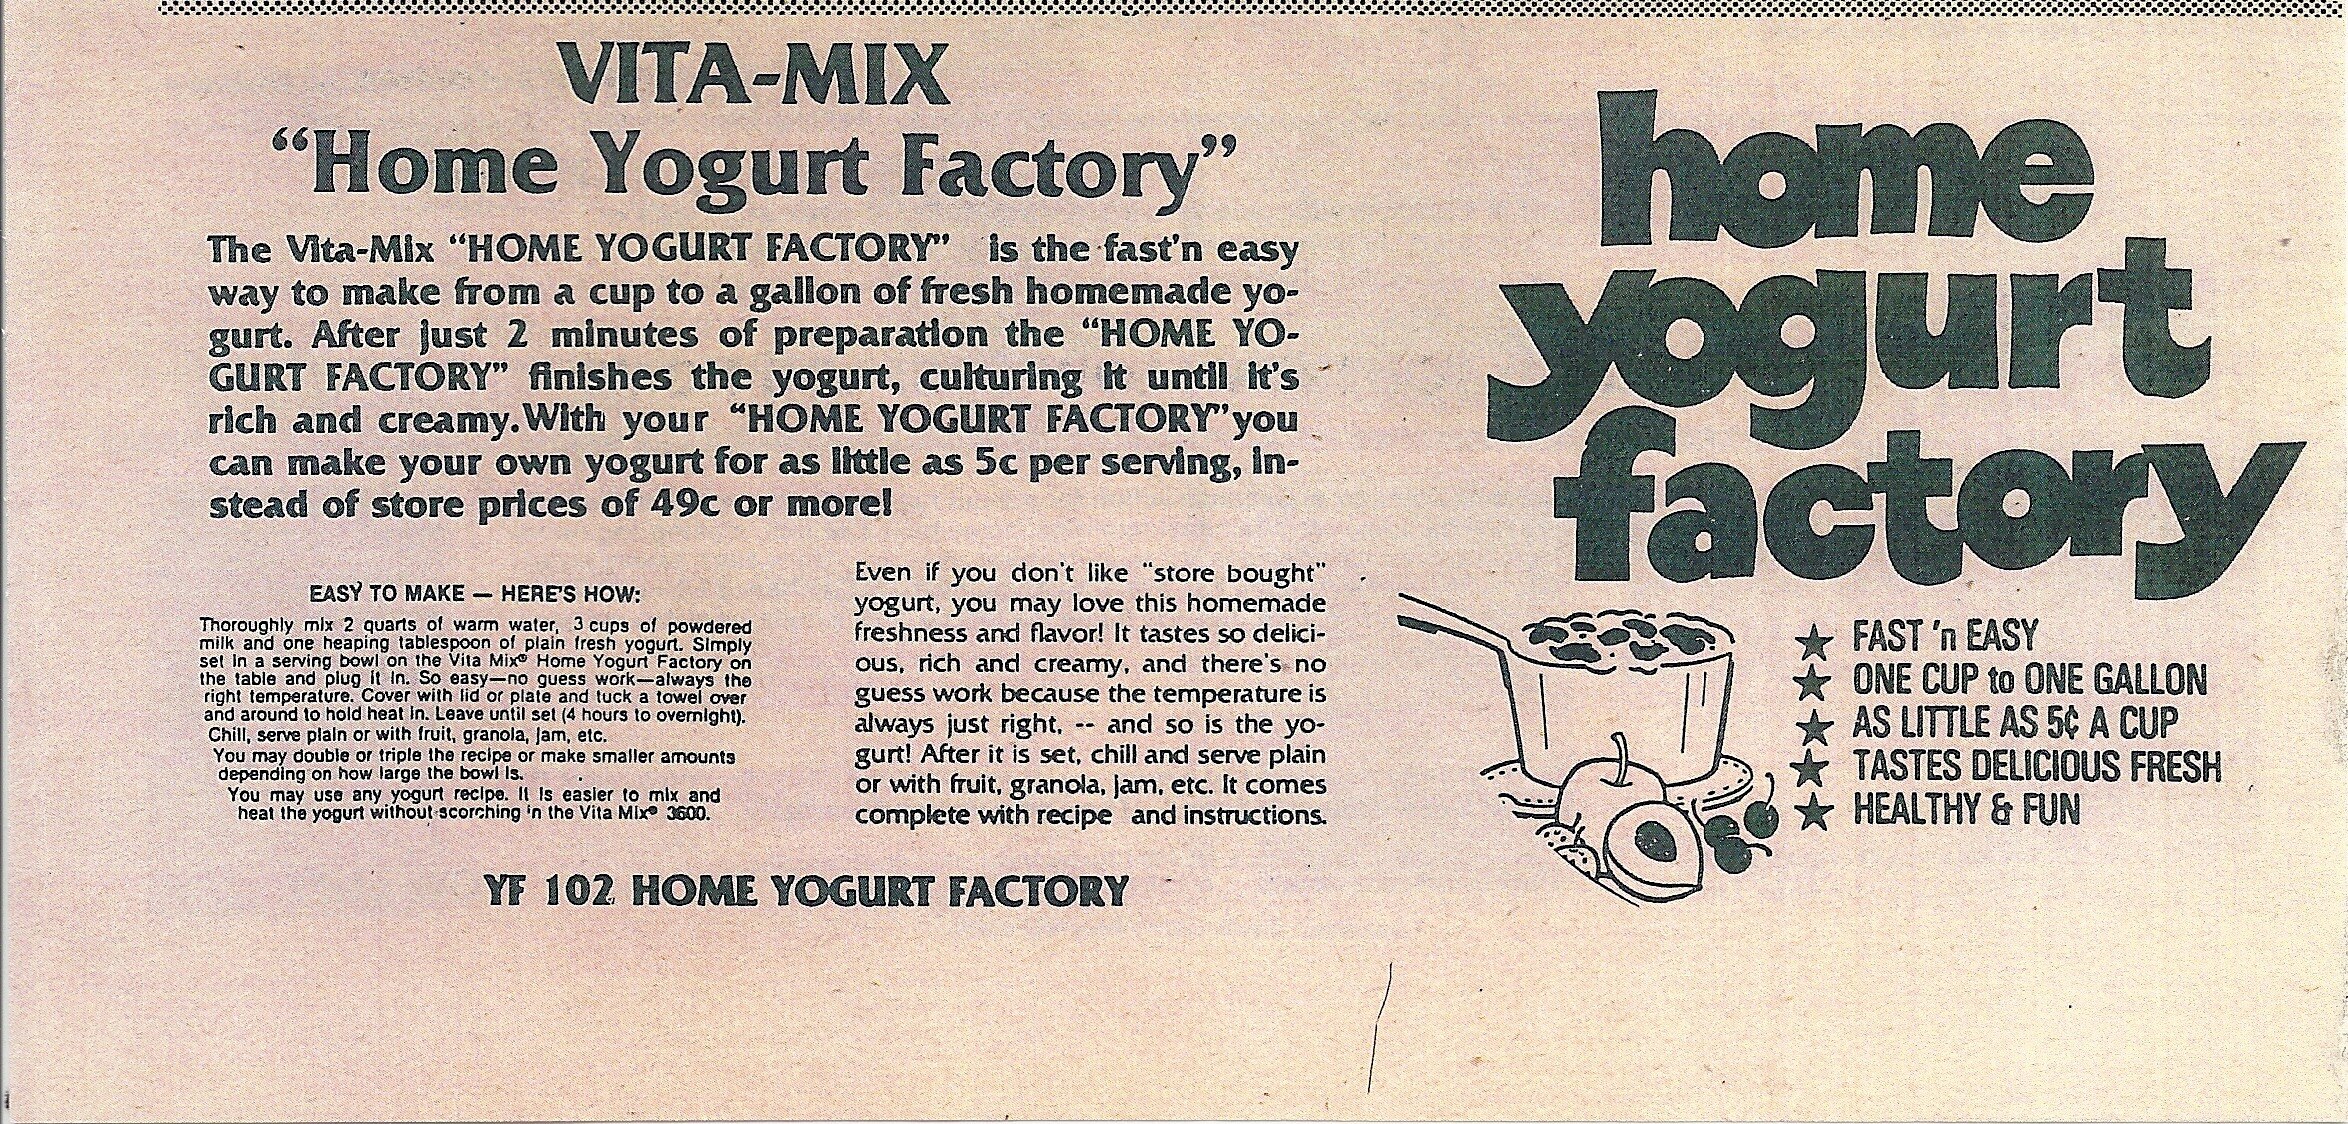 VITA-MIX
“Home Yogurt Factory”
The Vita-Mix “HOME YOGURT FACTORY” is the fast'n easy
way to make from a cup to a gallon of fresh homemade yo-
gurt. After just 2 minutes of preparation the “HOME YO-
GURT FACTORY” finishes the yogurt, culturing it until it's
rich and creamy.With your “HOME YOGURT FACTORY”you
can make your own yogurt for as little as 5c per serving, in-
stead of store prices of 49c or more!
EASY TO MAKE — HERE'S HOW:
Thoroughly mix 2 quarts of warm water, 3 cups of powdered
milk and one heaping tablespoon of plain fresh yogurt. Simply
set in a serving bowl on the Vita Mix® Home Yogurt Factory on
the table and plug it in. So easy—no guess work—always the
right temperature. Cover with lid or plate and tuck a towel over
and around to hold heat in. Leave until set (4 hours to overnight).
Chill, serve plain or with fruit, granola, jam, etc.
You may double or triple the recipe or make smaller amounts
depending on how large the bowl is.
You may use any yogurt recipe. It is easier to mix and
heat the yogurt without scorching 'n the Vita Mix® 3600.
Even if you don't like "store bought"
yogurt, you may love this homemade
freshness and flavor! It tastes so delici-
ous, rich and creamy, and there's no
guess work because the temperature is
always just right, -- and so is the yo-
gurt! After it is set, chill and serve plain
or with fruit, granola, jam, etc. It comes
complete with recipe and instructions.
YF 102 HOME YOGURT FACTORY
home
yogurt
factory
★ FAST 'n EASY
★ ONE CUP to ONE GALLON
★ AS LITTLE AS 5¢ A CUP
★ TASTES DELICIOUS FRESH
★ HEALTHY & FUN